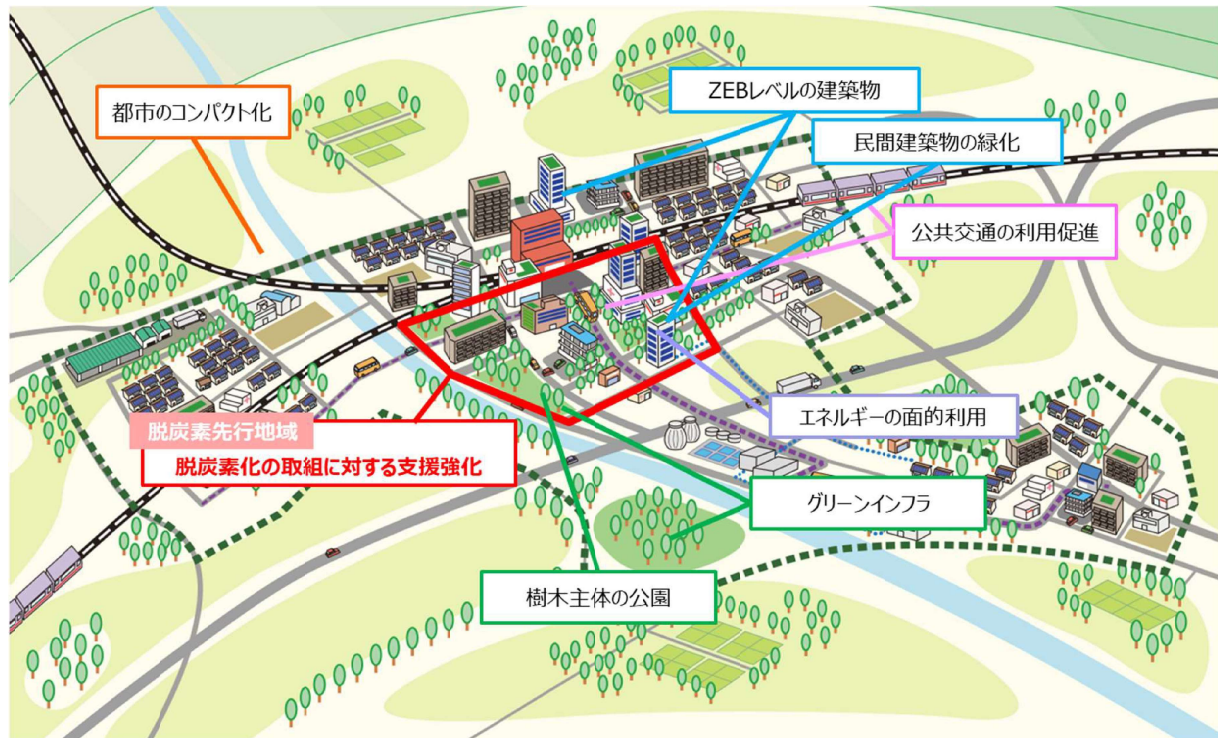 ZEBレベルの建築物
都市のコンパクト化
民間建築物の緑化
公共交通の利用促進
エネルギーの面的利用
脱炭素先行地域
脱炭素化の取組に対する支援強化
グリーンインフラ
樹木主体の公園